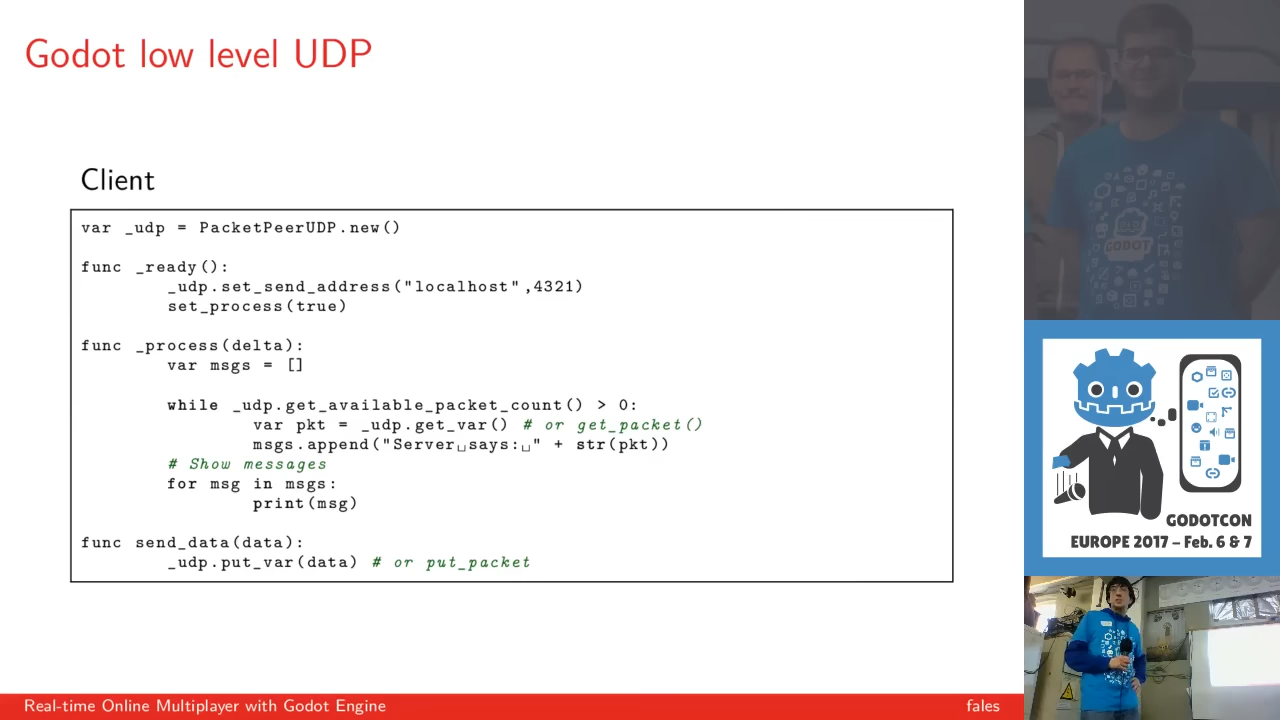 Godot low level UDP
Client
var _udp = PacketPeerUDP.new()
func _ready():
_udp.set_send_address("localhost",4321)
set_process(true)
func _process(delta):
var msgs = []
while _udp.get_available_packet_count() > 0:
var pkt = _udp.get_var() # or get_packet()
msgs.append("Server␣says:␣" + str(pkt))
# Show messages
for msg in msgs:
print(msg)
func send_data(data):
_udp.put_var(data) # or put_packet
Real-time Online Multiplayer with Godot Engine
fales
GODOT
GODOTCON
EUROPE 2017 – Feb. 6 & 7